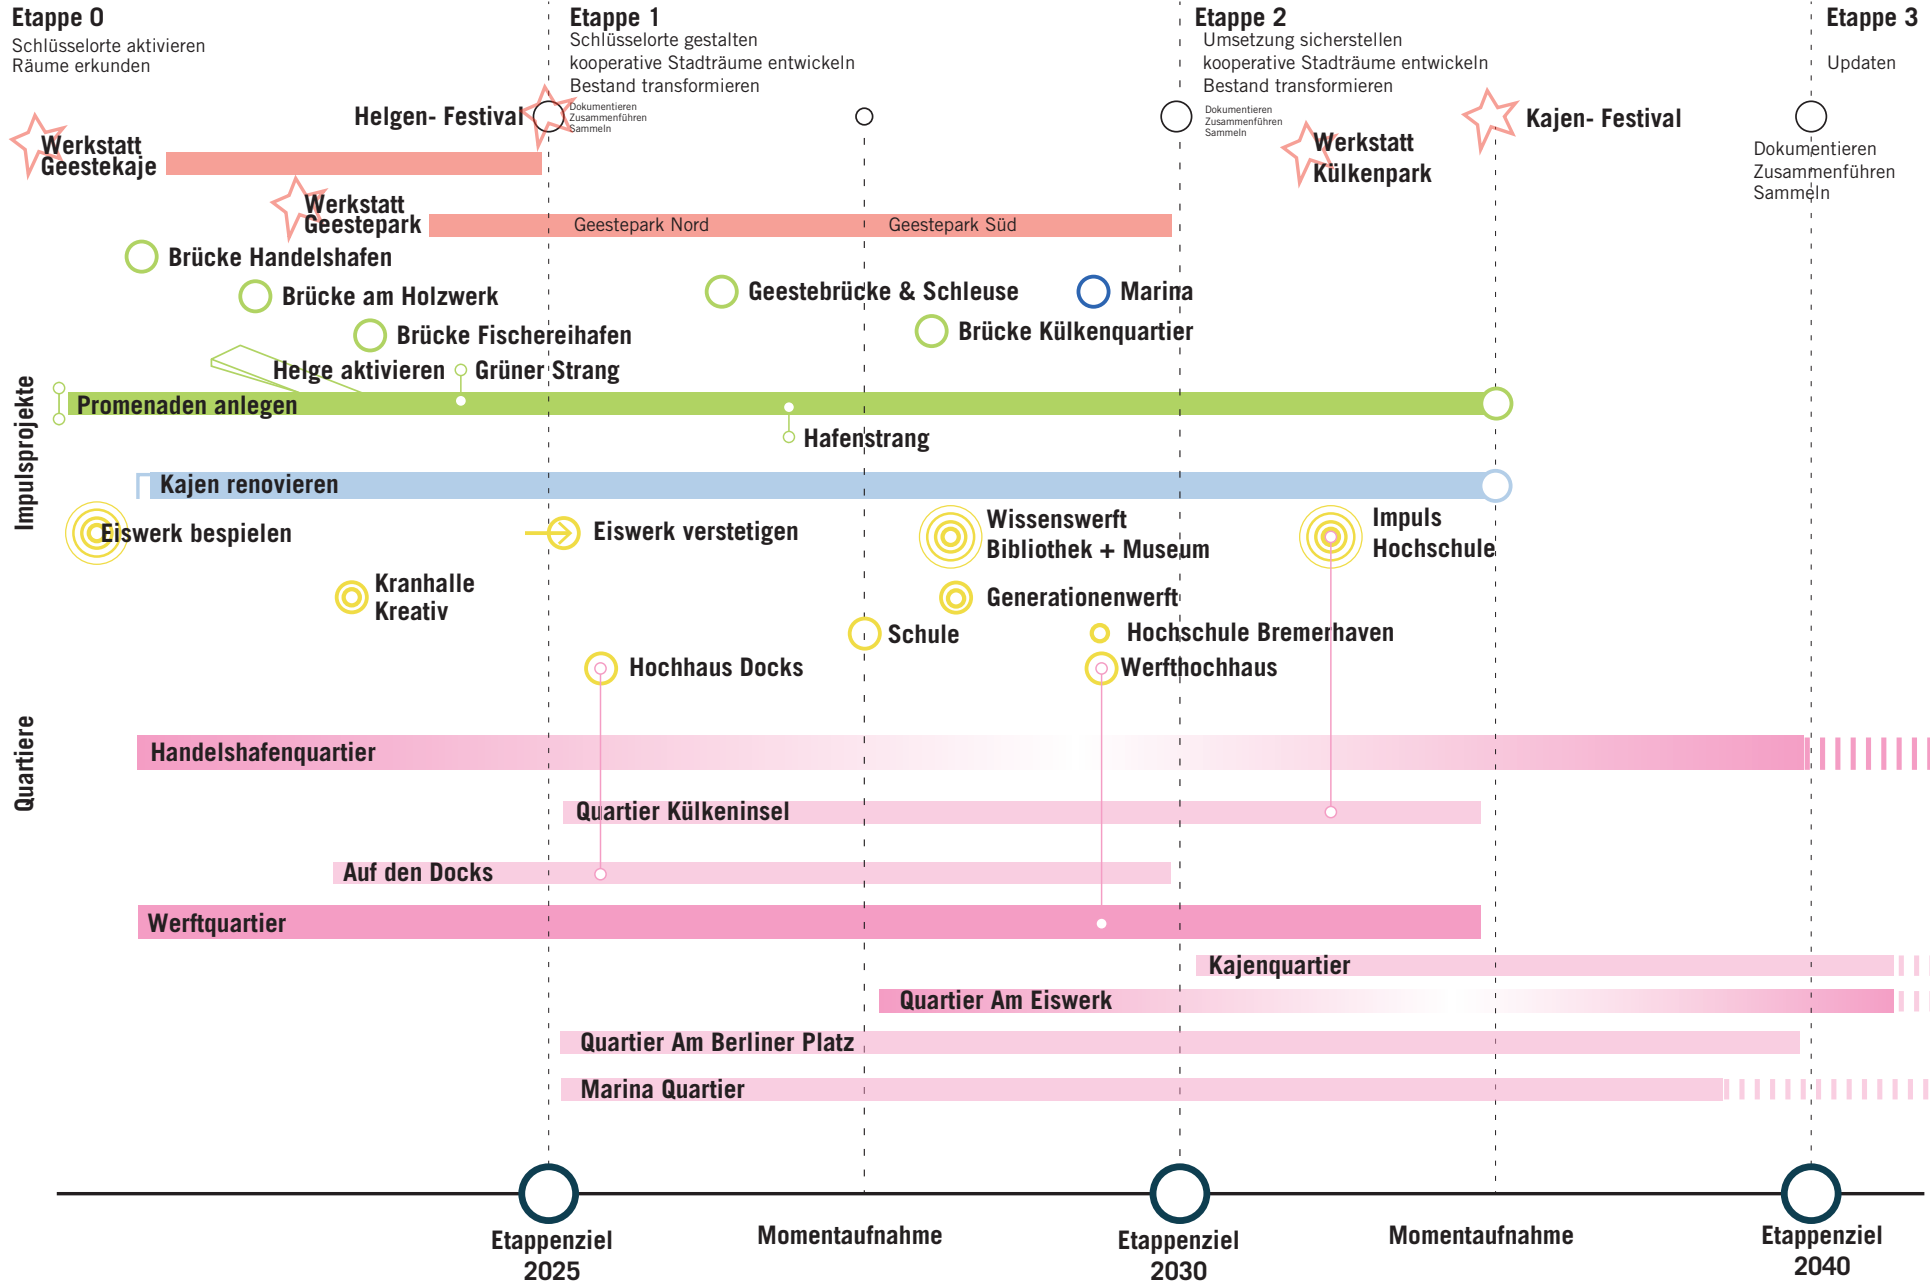 Etappe 0
Schlüsselorte aktivieren
Räume erkunden
Etappe 1
Schlüsselorte gestalten
kooperative Stadträume entwickeln
Bestand transformieren
Etappe 2
Umsetzung sicherstellen
kooperative Stadträume entwickeln
Bestand transformieren
Etappe 3
Updaten
Helgen- Festival
Dokumentieren
Zusammenführen
Sammeln
Dokumentieren
Zusammenführen
Sammeln
Kajen- Festival
Dokumentieren
Zusammenführen
Sammeln
Werkstatt
Geestekaje
Werkstatt
Külkenpark
Werkstatt
Geestepark
Geestepark Nord
Geestepark Süd
Brücke Handelshafen
Brücke am Holzwerk
Geestebrücke & Schleuse
Marina
Brücke Fischereihafen
Brücke Külkenquartier
Helge aktivieren
Grüner Strang
Impulsprojekte
Promenaden anlegen
Hafenstrang
Kajen renovieren
Eiswerk bespielen
Eiswerk verstetigen
Wissenswerft
Bibliothek + Museum
Impuls
Hochschule
Kranhalle
Kreativ
Generationenwerft
Schule
Hochschule Bremerhaven
Hochhaus Docks
Werfthochhaus
Quartiere
Handelshafenquartier
Quartier Külkeninsel
Auf den Docks
Werftquartier
Kajenquartier
Quartier Am Eiswerk
Quartier Am Berliner Platz
Marina Quartier
Etappenziel
2025
Momentaufnahme
Etappenziel
2030
Momentaufnahme
Etappenziel
2040